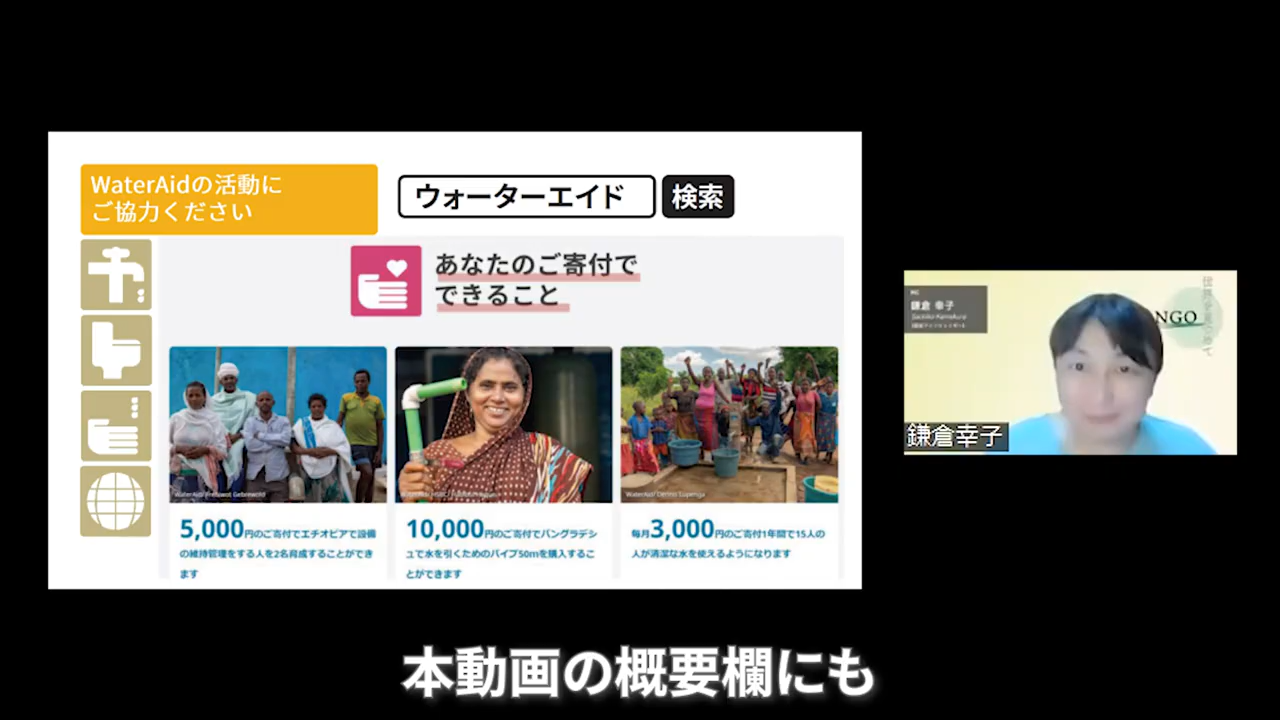 WaterAidの活動に
ご協力ください
ウォーターエイド
検索
あなたのご寄付で
できること
5,000円のご寄付でエチオピアで設備
の維持管理をする人を2名育成することができ
ます
10,000円のご寄付でバングラデシ
ュで水を引くためのパイプ50mを購入するこ
とができます
毎月3,000円のご寄付1年間で15人の
人が清潔な水を使えるようになります
鎌倉 幸子
Sachiko Kamakura
NGO
鎌倉幸子
本動画の概要欄にも